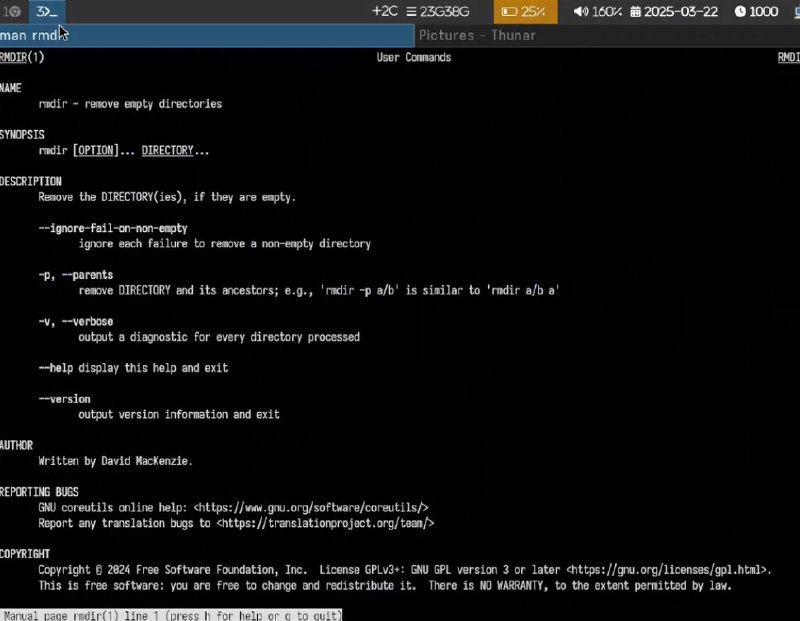 1
3>_
+2C
23G38G
25%
160%
2025-03-22
1000
man rmdir
Pictures - Thunar
RMDIR(1)
User Commands
RMDI
NAME
rmdir - remove empty directories
SYNOPSIS
rmdir [OPTION]... DIRECTORY...
DESCRIPTION
Remove the DIRECTORY(ies), if they are empty.
--ignore-fail-on-non-empty
ignore each failure to remove a non-empty directory
-p, --parents
remove DIRECTORY and its ancestors; e.g., 'rmdir -p a/b' is similar to 'rmdir a/b a'
-v, --verbose
output a diagnostic for every directory processed
--help display this help and exit
--version
output version information and exit
AUTHOR
Written by David MacKenzie.
REPORTING BUGS
GNU coreutils online help: <https://www.gnu.org/software/coreutils/>
Report any translation bugs to <https://translationproject.org/team/>
COPYRIGHT
Copyright © 2024 Free Software Foundation, Inc.  License GPLv3+: GNU GPL version 3 or later <https://gnu.org/licenses/gpl.html>.
This is free software: you are free to change and redistribute it.  There is NO WARRANTY, to the extent permitted by law.
Manual page rmdir(1) line 1 (press h for help or q to quit)